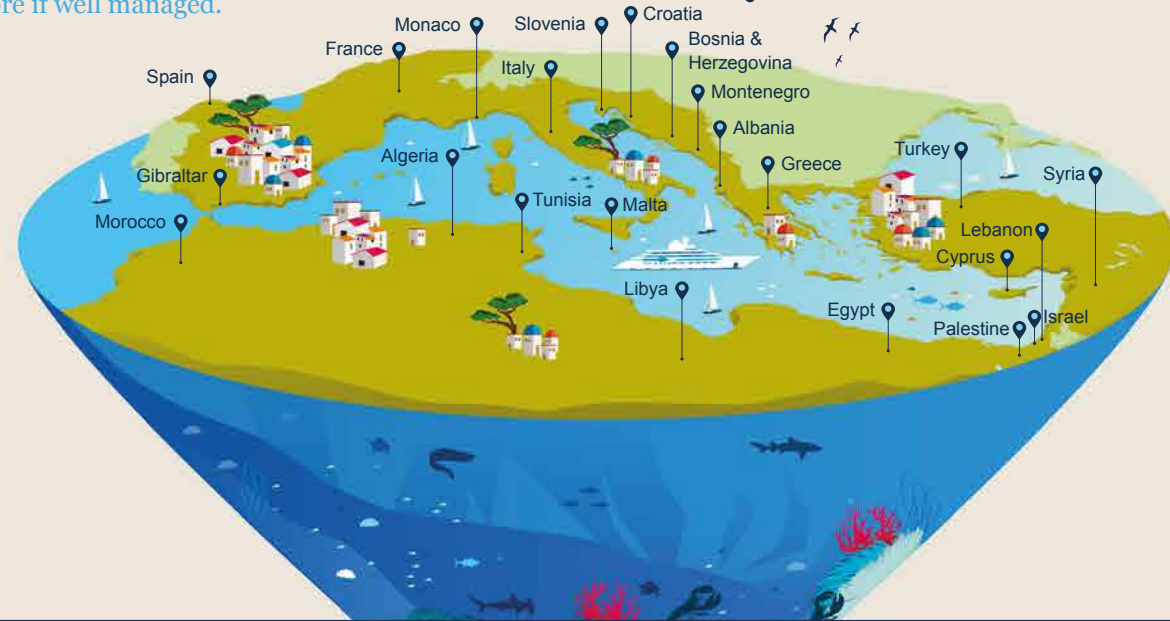 if well managed.
Croatia
Monaco
Slovenia
France
Bosnia &
Herzegovina
Italy
Spain
Montenegro
Albania
Turkey
Algeria
Greece
Syria
Gibraltar
Tunisia
Malta
Morocco
Lebanon
Cyprus
Libya
Egypt
Israel
Palestine